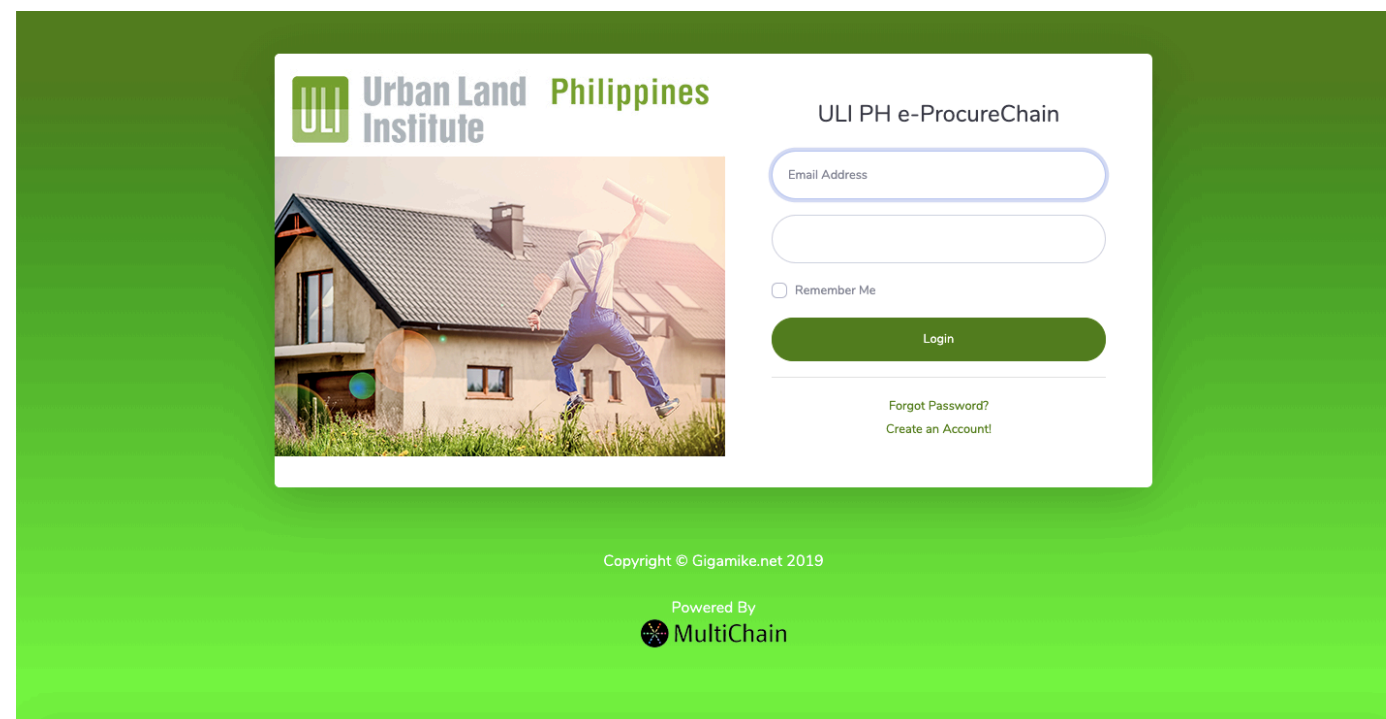 ULI
Urban Land
Institute
Philippines
ULI PH e-ProcureChain
Email Address
Remember Me
Login
Forgot Password?
Create an Account!
Copyright © Gigamike.net 2019
Powered By
MultiChain